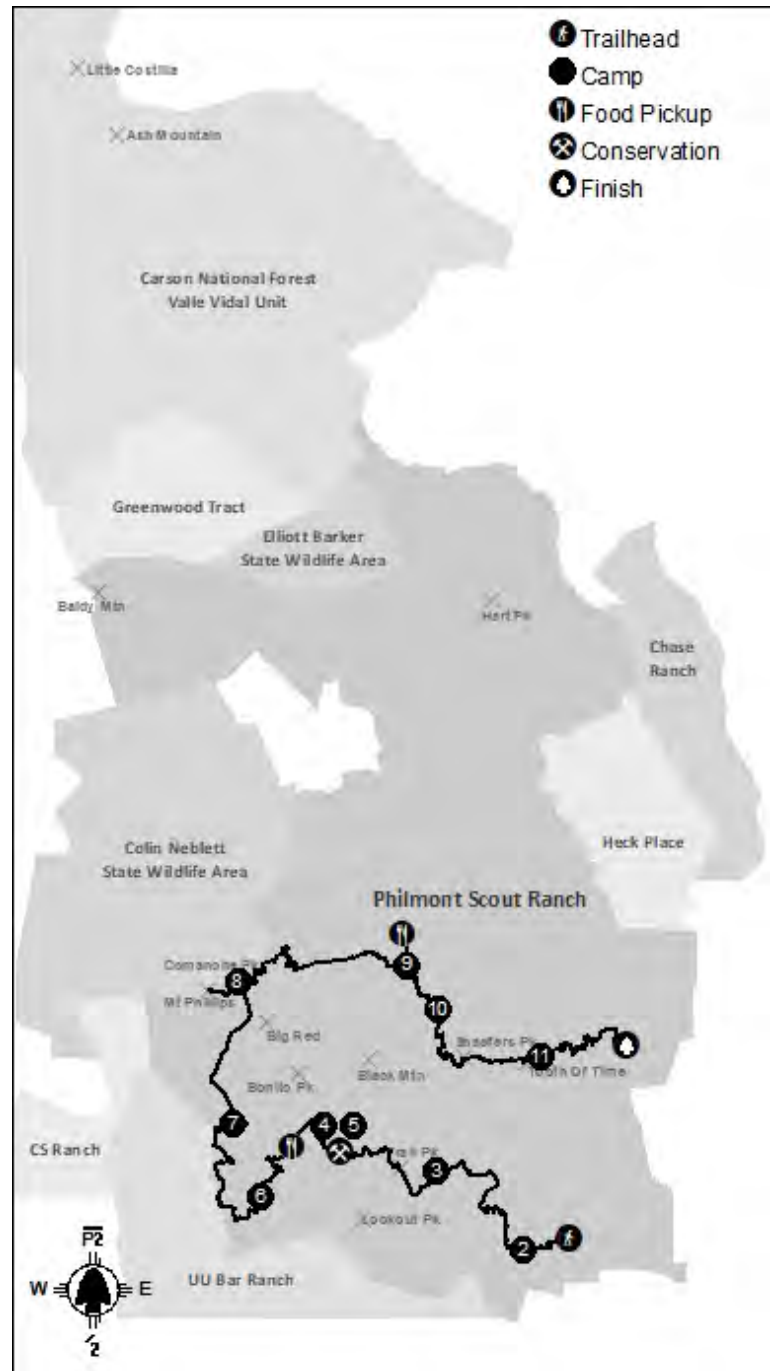 Trailhead
Camp
Food Pickup
Conservation
Finish
Little Costilla
Ash Mountain
Carson National Forest
Valle Vidal Unit
Greenwood Tract
Elliott Barker
State Wildlife Area
Baldy Mtn
Hart Pk
Chase
Ranch
Heck Place
Colin Neblett
State Wildlife Area
Philmont Scout Ranch
Comanche Pk
8
9
Mt Phillips
10
Big Red
Shaefers Pk
11
Tooth Of Time
Black Mtn
Bonito Pk
7
4
5
CS Ranch
3
6
Lookout Pk
2
UU Bar Ranch
W
E